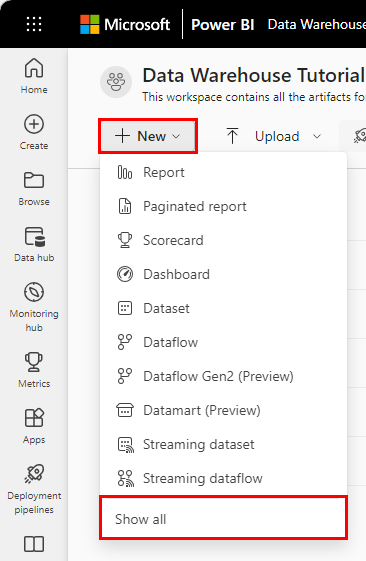 Microsoft Power BI Data Warehouse
Data Warehouse Tutorial
This workspace contains all the artifacts fo
New
Upload
Home
Create
Browse
Data hub
Monitoring
hub
Metrics
Apps
Deployment
pipelines
Report
Paginated report
Scorecard
Dashboard
Dataset
Dataflow
Dataflow Gen2 (Preview)
Datamart (Preview)
Streaming dataset
Streaming dataflow
Show all